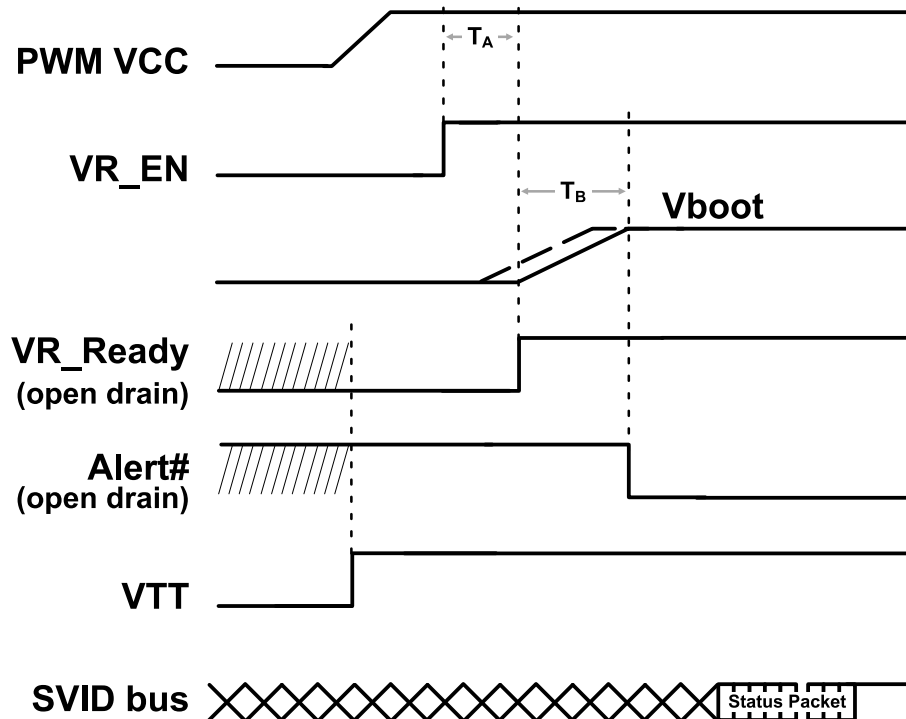 PWM VCC
TA
VR_EN
TB
Vboot
VR_Ready
(open drain)
Alert#
(open drain)
VTT
SVID bus
Status Packet